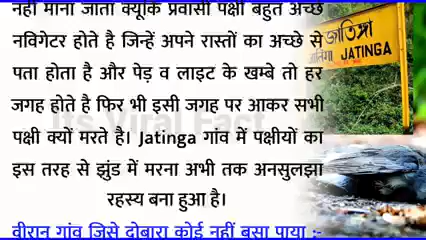 नहीं माना जाता क्यूंकि प्रवासी पक्षी बहुत अच्छे
नविगेटर होते है जिन्हें अपने रास्तों का अच्छे से
पता होता है और पेड़ व लाइट के खम्बे तो हर
जगह होते है फिर भी इसी जगह पर आकर सभी
पक्षी क्यों मरते है। Jatinga गांव में पक्षीयों का
इस तरह से झुंड में मरना अभी तक अनसुलझा
रहस्य बना हुआ है।
वीरान गांव जिसे दोबारा कोई नहीं बसा पाया :-
Its Viral Fact
জাটিঙ্গা
JATINGA